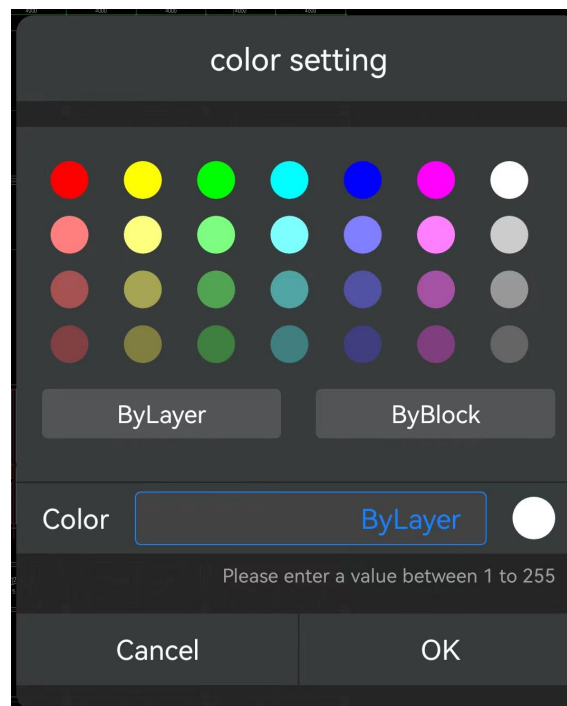 color setting
ByLayer
ByBlock
Color
ByLayer
Please enter a value between 1 to 255
Cancel
OK